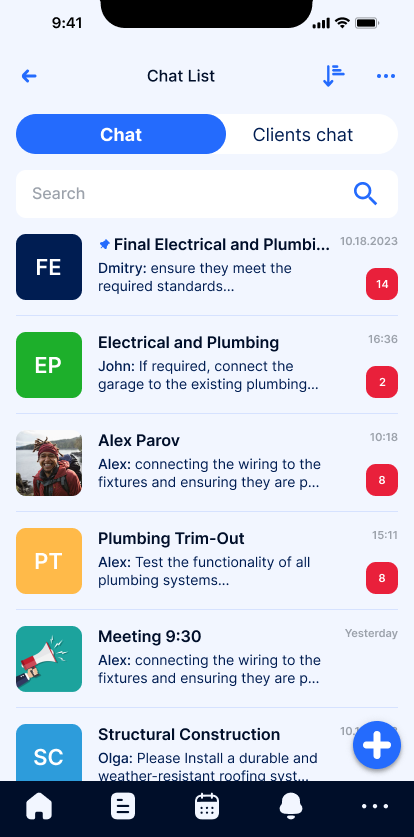 9:41
Chat List
Chat
Clients chat
Search
FE
Final Electrical and Plumbi...
10.18.2023
Dmitry: ensure they meet the
required standards...
14
EP
Electrical and Plumbing
16:36
John: If required, connect the
garage to the existing plumbing...
2
Alex Parov
10:18
Alex: connecting the wiring to the
fixtures and ensuring they are p...
8
PT
Plumbing Trim-Out
15:11
Alex: Test the functionality of all
plumbing systems...
8
Meeting 9:30
Yesterday
Alex: connecting the wiring to the
fixtures and ensuring they are p...
SC
Structural Construction
Olga: Please Install a durable and
weather-resistant roofing syst...